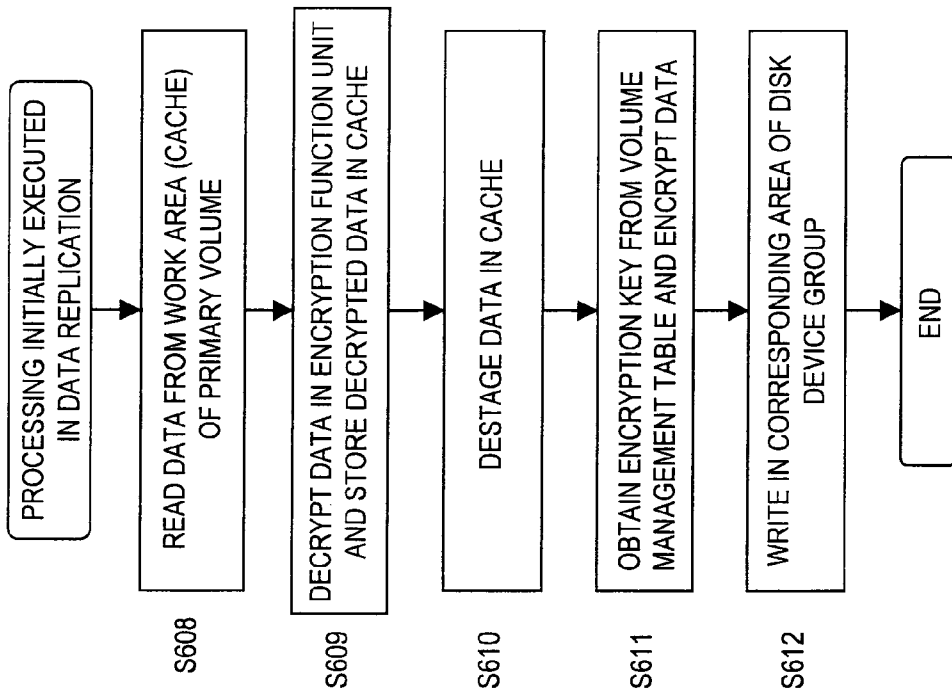 PROCESSING INITIALLY EXECUTED
IN DATA REPLICATION
S608
READ DATA FROM WORK AREA (CACHE)
OF PRIMARY VOLUME
S609
DECRYPT DATA IN ENCRYPTION FUNCTION UNIT
AND STORE DECRYPTED DATA IN CACHE
S610
DESTAGE DATA IN CACHE
S611
OBTAIN ENCRYPTION KEY FROM VOLUME
MANAGEMENT TABLE AND ENCRYPT DATA
S612
WRITE IN CORRESPONDING AREA OF DISK
DEVICE GROUP
END